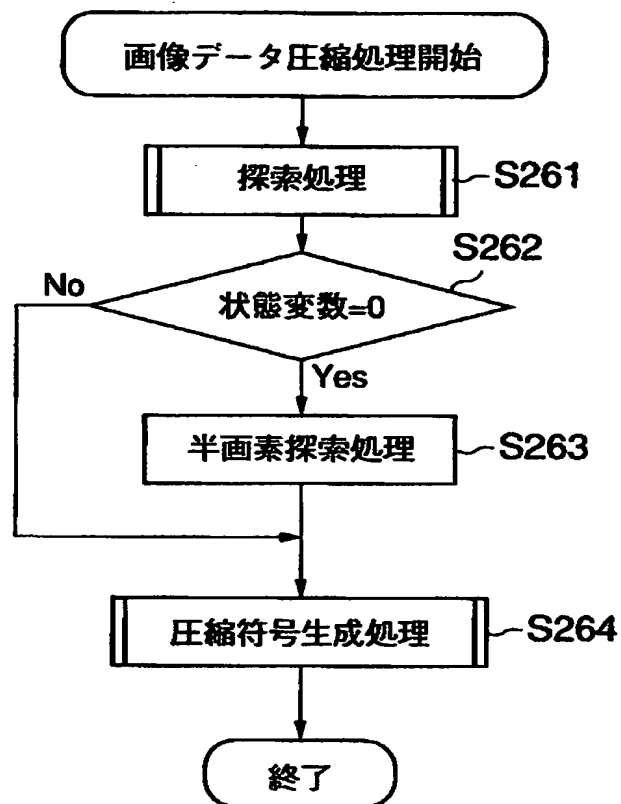 画像データ圧縮処理開始
探索処理
S261
S262
No
状態変数=0
Yes
半画素探索処理
S263
圧縮符号生成処理
S264
終了